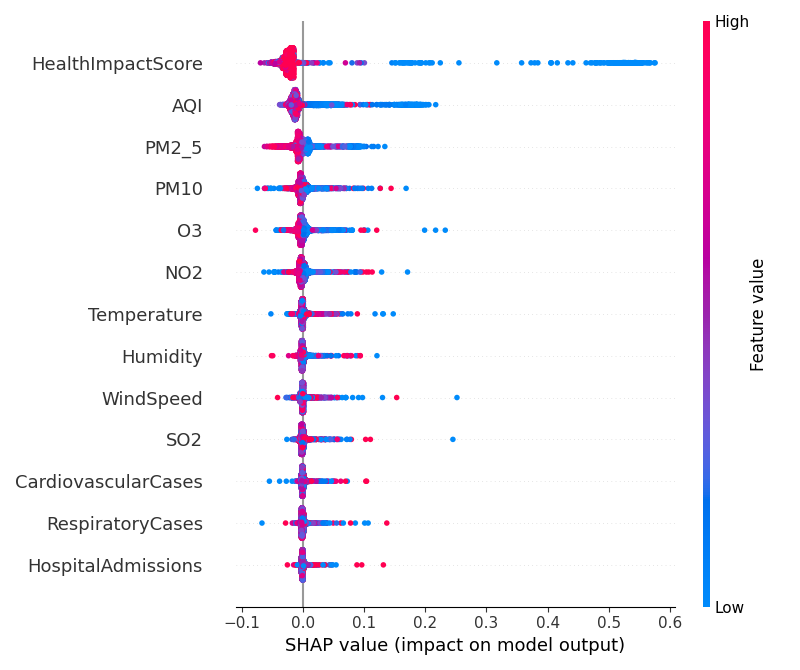 High
HealthImpactScore
AQI
PM2_5
PM10
O3
NO2
Temperature
Humidity
WindSpeed
SO2
CardiovascularCases
RespiratoryCases
HospitalAdmissions
Feature value
Low
−0.1 0.0 0.1 0.2 0.3 0.4 0.5 0.6
SHAP value (impact on model output)